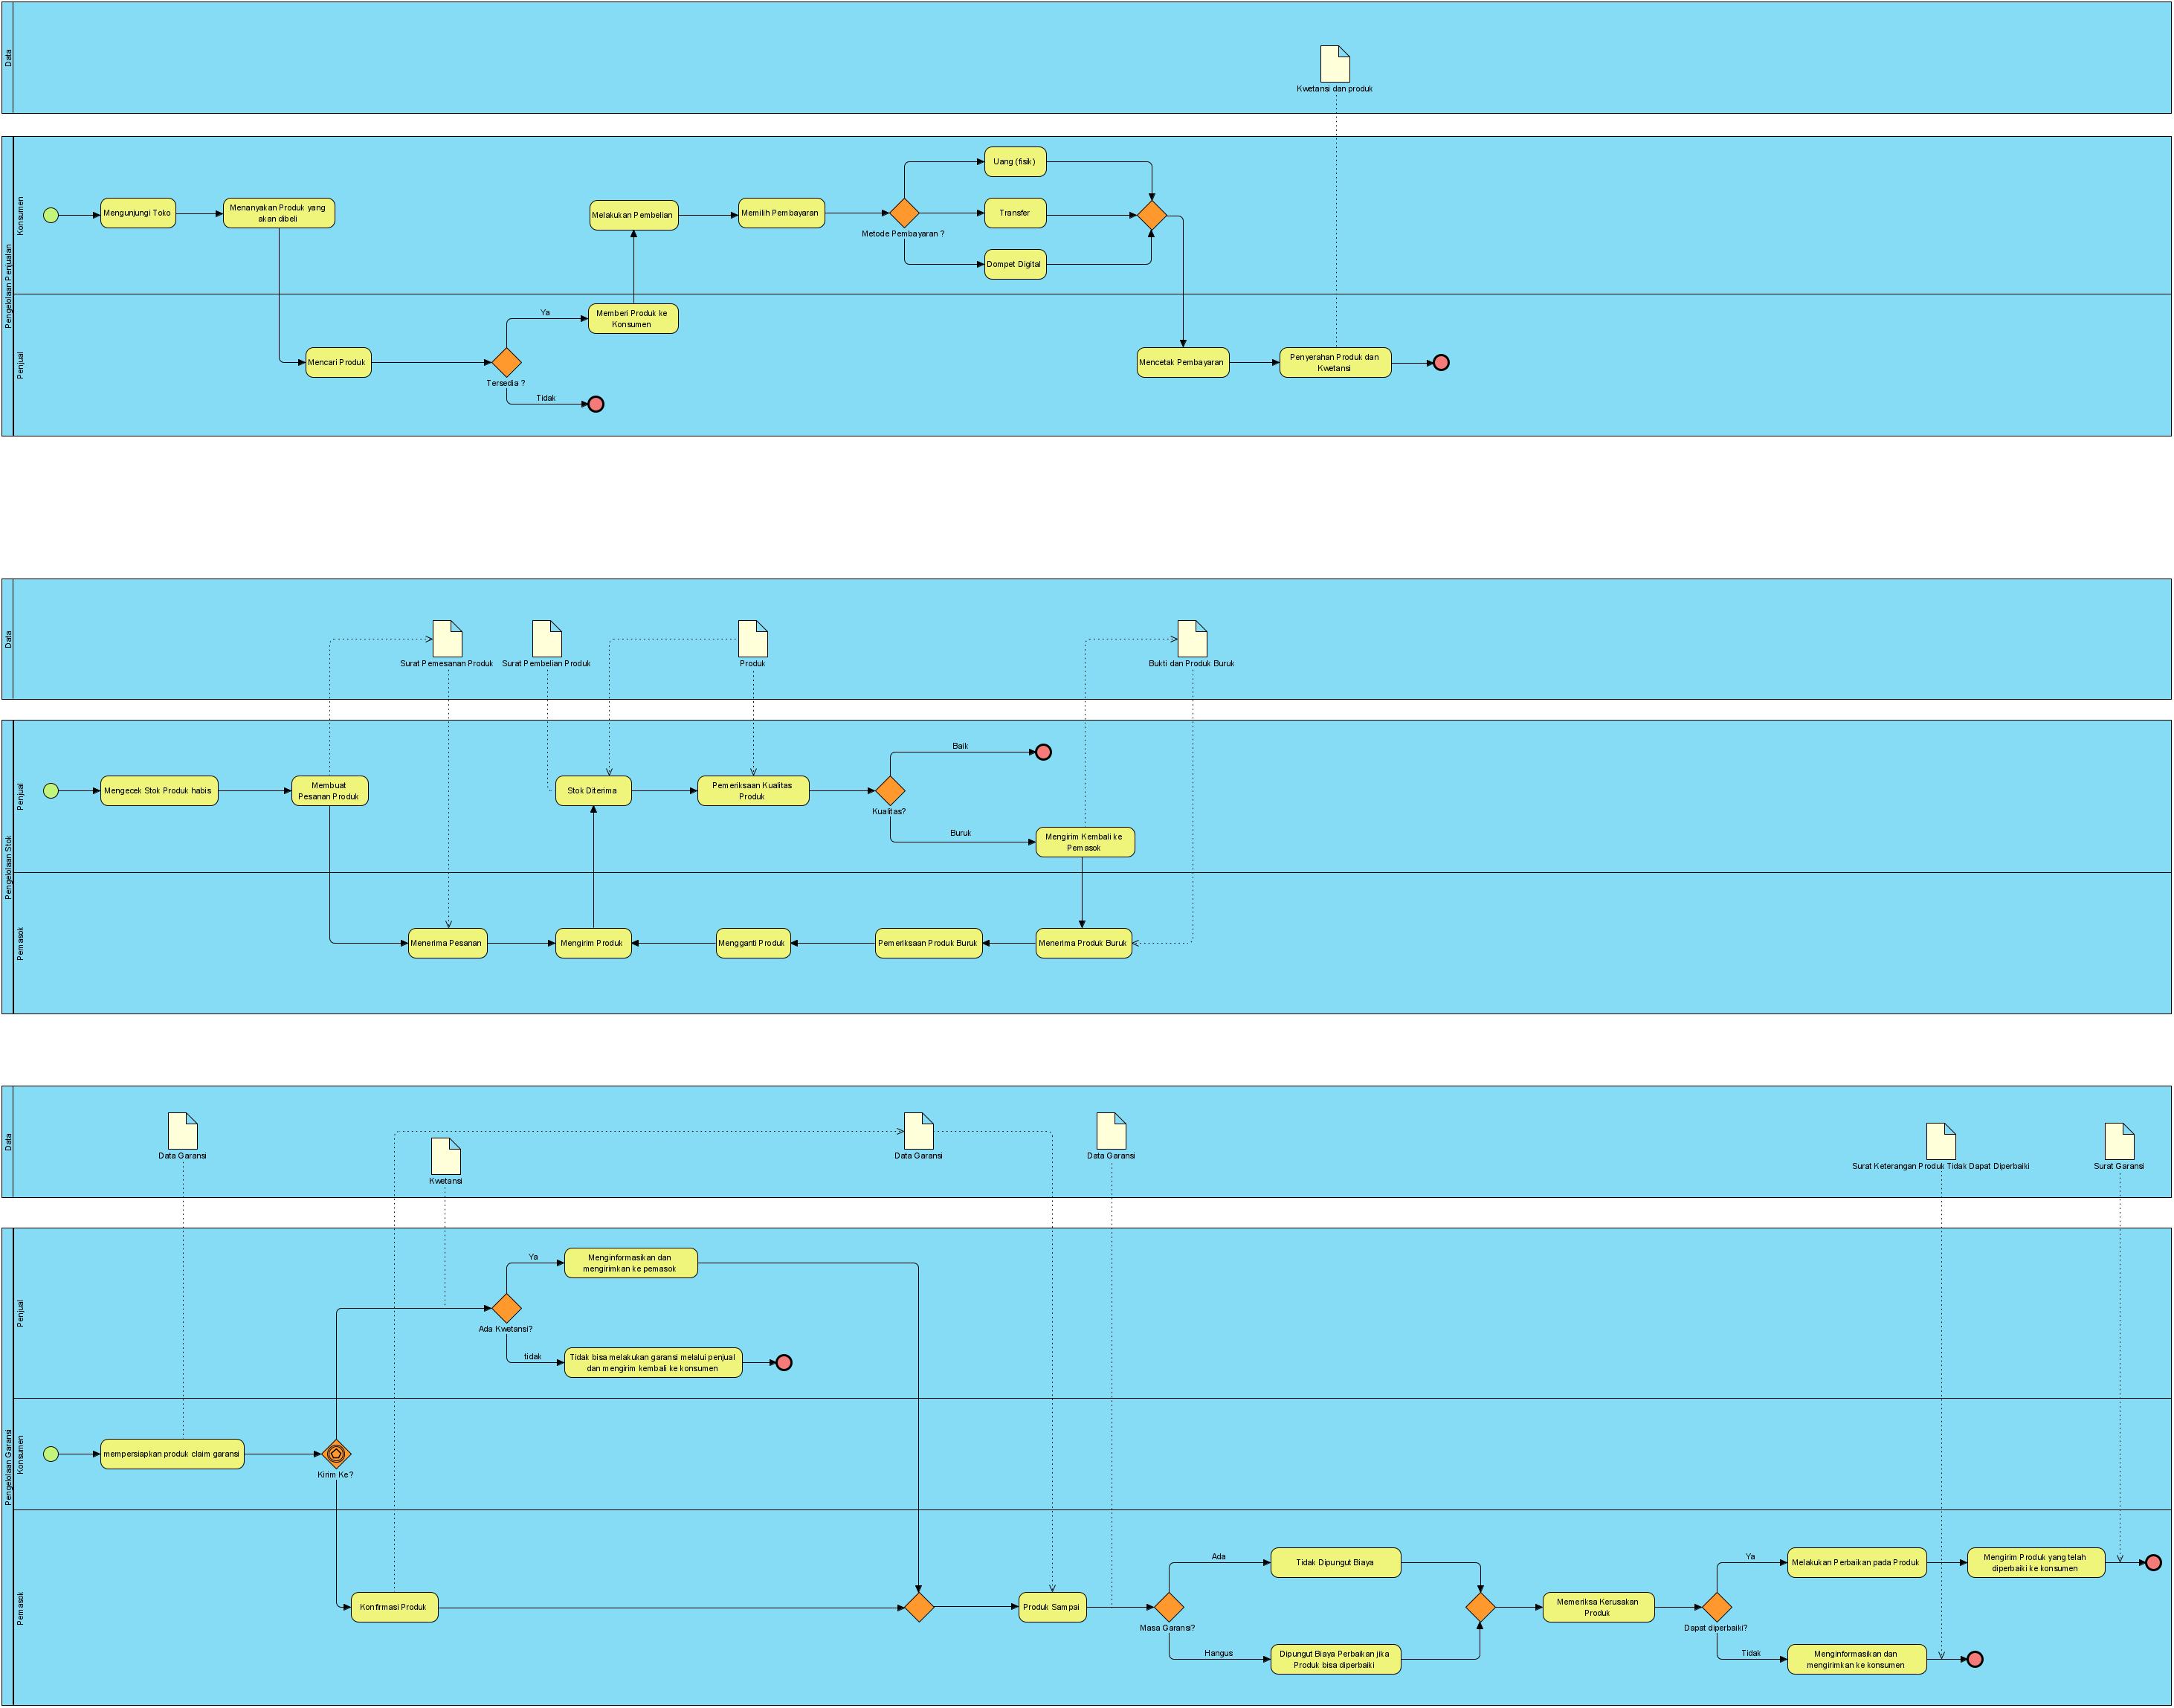 Data
Kwetansi dan produk
Pengelolaan Penjualan
Konsumen
Mengunjungi Toko
Menanyakan Produk yang
akan dibeli
Melakukan Pembelian
Memilih Pembayaran
Metode Pembayaran ?
Uang (fisik)
Transfer
Dompet Digital
Penjual
Mencari Produk
Tersedia ?
Ya
Memberi Produk ke
Konsumen
Tidak
Mencetak Pembayaran
Penyerahan Produk dan
Kwetansi
Data
Surat Pemesanan Produk
Surat Pembelian Produk
Produk
Bukti dan Produk Buruk
Pengelolaan Stok
Penjual
Mengecek Stok Produk habis
Membuat
Pesanan Produk
Stok Diterima
Pemeriksaan Kualitas
Produk
Kualitas?
Baik
Buruk
Mengirim Kembali ke
Pemasok
Pemasok
Menerima Pesanan
Mengirim Produk
Mengganti Produk
Pemeriksaan Produk Buruk
Menerima Produk Buruk
Data
Data Garansi
Kwetansi
Data Garansi
Data Garansi
Surat Keterangan Produk Tidak Dapat Diperbaiki
Surat Garansi
Pengelolaan Garansi
Penjual
Ada Kwetansi?
Ya
Menginformasikan dan
mengirimkan ke pemasok
tidak
Tidak bisa melakukan garansi melalui penjual
dan mengirim kembali ke konsumen
Konsumen
mempersiapkan produk claim garansi
Kirim Ke?
Pemasok
Konfirmasi Produk
Produk Sampai
Masa Garansi?
Ada
Tidak Dipungut Biaya
Hangus
Dipungut Biaya Perbaikan jika
Produk bisa diperbaiki
Memeriksa Kerusakan
Produk
Dapat diperbaiki?
Ya
Melakukan Perbaikan pada Produk
Mengirim Produk yang telah
diperbaiki ke konsumen
Tidak
Menginformasikan dan
mengirimkan ke konsumen